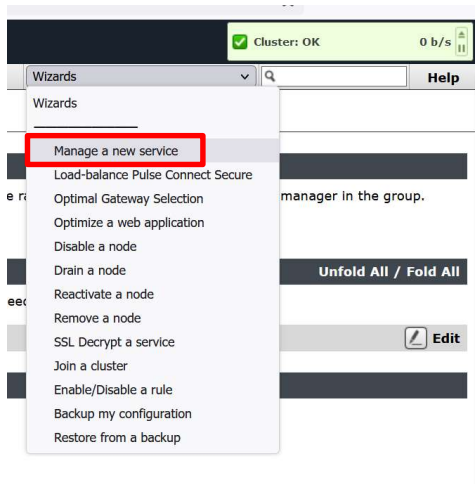 Cluster: OK 0 b/s
Wizards Help
Wizards
Manage a new service
Load-balance Pulse Connect Secure
Optimal Gateway Selection manager in the group.
Optimize a web application
Disable a node
Drain a node Unfold All / Fold All
Reactivate a node
Remove a node
SSL Decrypt a service Edit
Join a cluster
Enable/Disable a rule
Backup my configuration
Restore from a backup